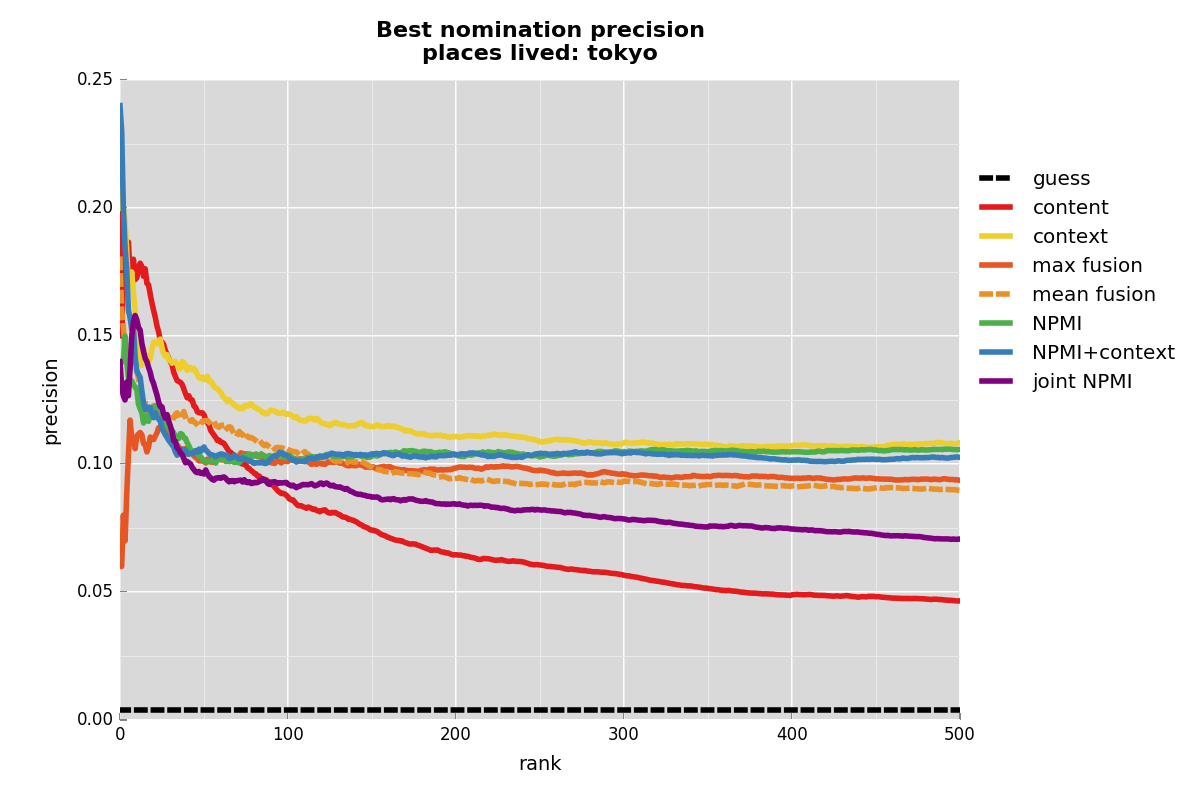 Best nomination precision
places lived: tokyo
precision
0.25
0.20
0.15
0.10
0.05
0.00
0
100
200
300
400
500
rank
guess
content
context
max fusion
mean fusion
NPMI
NPMI+context
joint NPMI